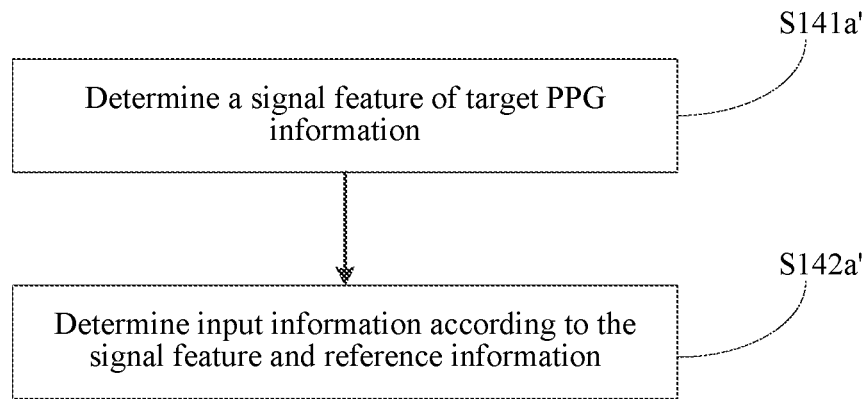 S141a'
Determine a signal feature of target PPG
information
S142a'
Determine input information according to the
signal feature and reference information